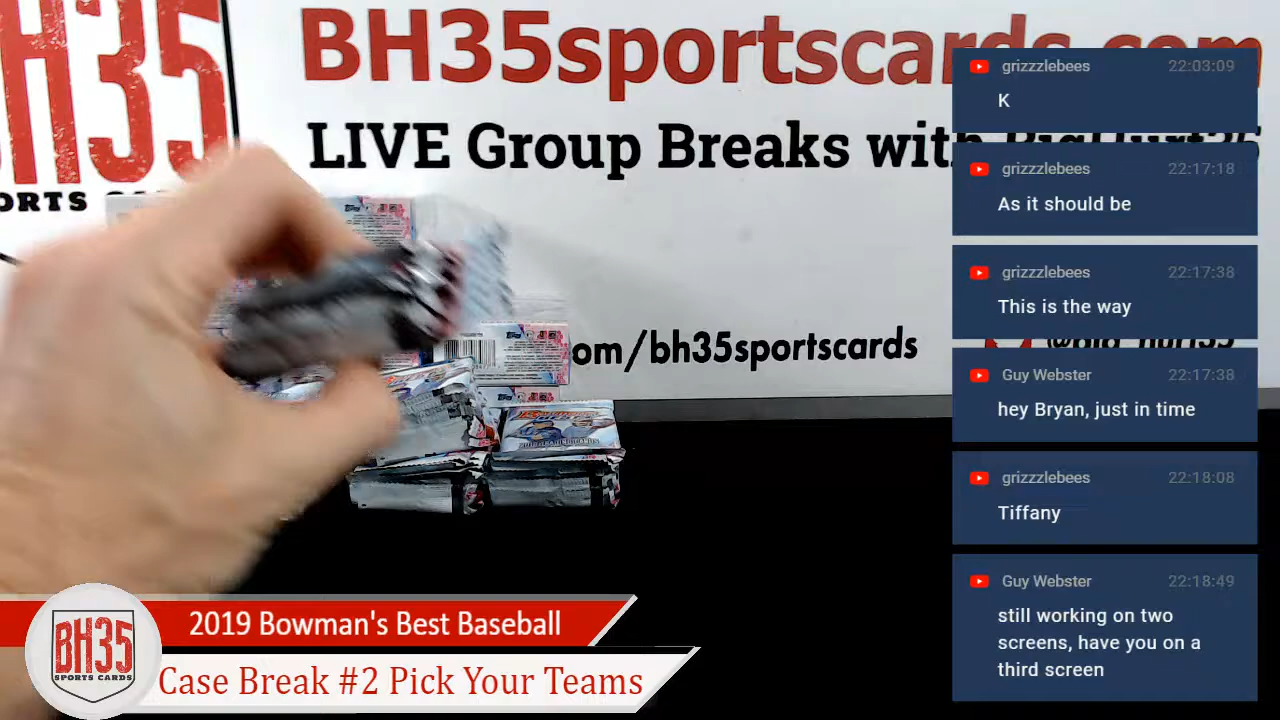 BH35
SPORTS
BH35sportscards.com
LIVE Group Breaks with
om/bh35sportscards
grizzzlebees 22:03:09
K
grizzzlebees 22:17:18
As it should be
grizzzlebees 22:17:38
This is the way
Guy Webster 22:17:38
hey Bryan, just in time
grizzzlebees 22:18:08
Tiffany
Guy Webster 22:18:49
still working on two
screens, have you on a
third screen
2019 Bowman's Best Baseball
Case Break #2 Pick Your Teams
BH35
SPORTS CARDS